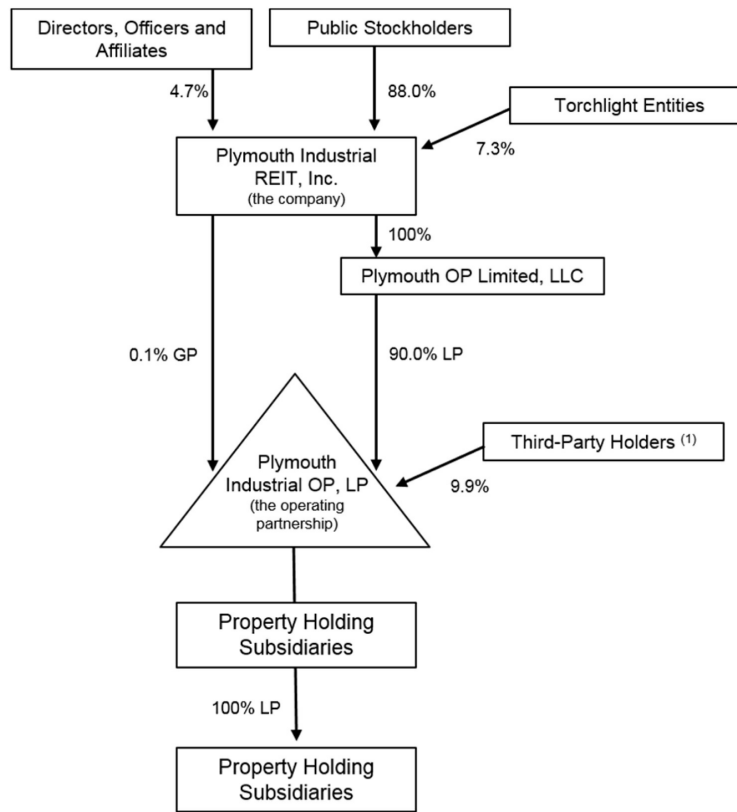 Directors, Officers and
Affiliates
Public Stockholders
4.7%
88.0%
Torchlight Entities
7.3%
Plymouth Industrial
REIT, Inc.
(the company)
100%
Plymouth OP Limited, LLC
0.1% GP
90.0% LP
Third-Party Holders (1)
9.9%
Plymouth
Industrial OP, LP
(the operating
partnership)
Property Holding
Subsidiaries
100% LP
Property Holding
Subsidiaries